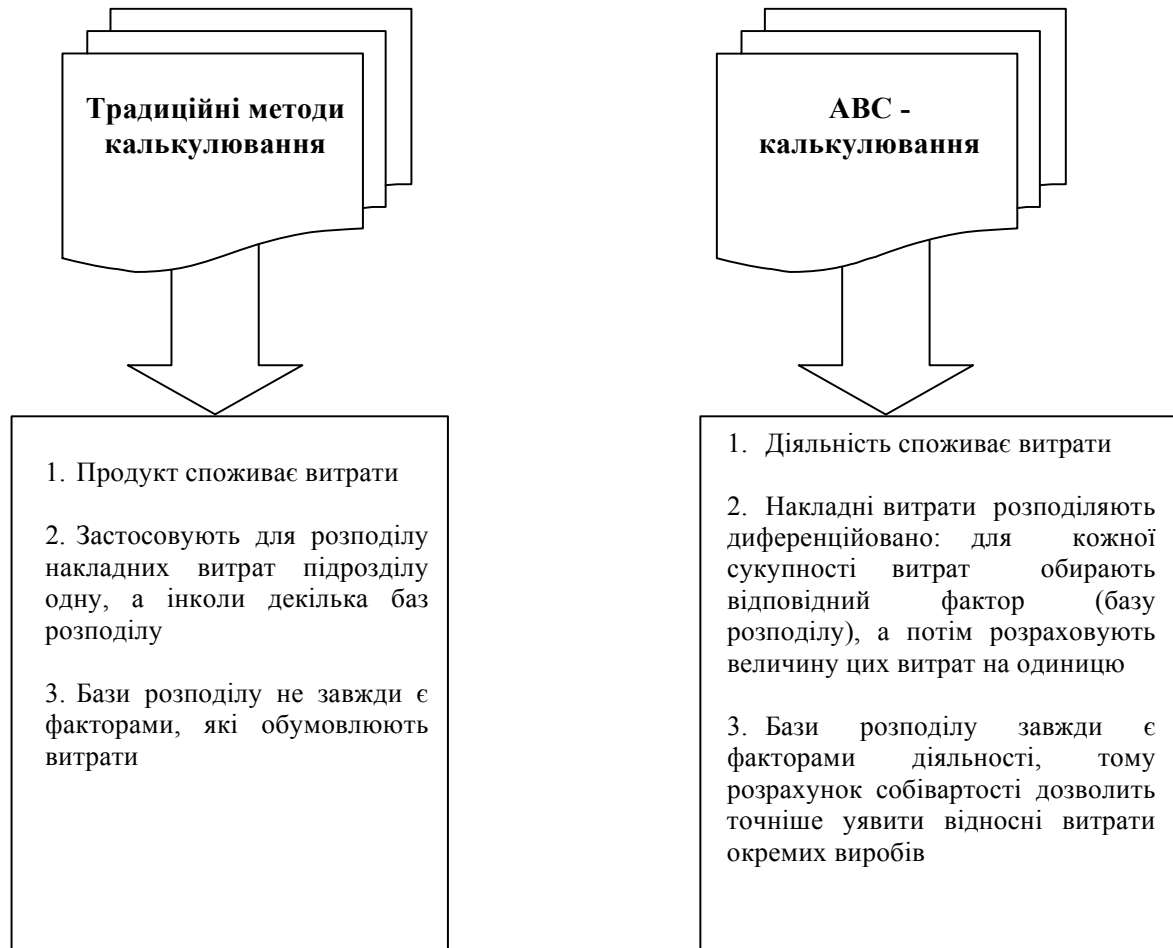 Традиційні методи
калькулювання
1. Продукт споживає витрати
2. Застосовують для розподілу
накладних витрат підрозділу
одну, а інколи декілька баз
розподілу
3. Бази розподілу не завжди є
факторами, які обумовлюють
витрати
АВС -
калькулювання
1. Діяльність споживає витрати
2. Накладні витрати розподіляють
диференційовано: для кожної
сукупності витрат обирають
відповідний фактор (базу
розподілу), а потім розраховують
величину цих витрат на одиницю
3. Бази розподілу завжди є
факторами діяльності, тому
розрахунок собівартості дозволить
точніше уявити відносні витрати
окремих виробів